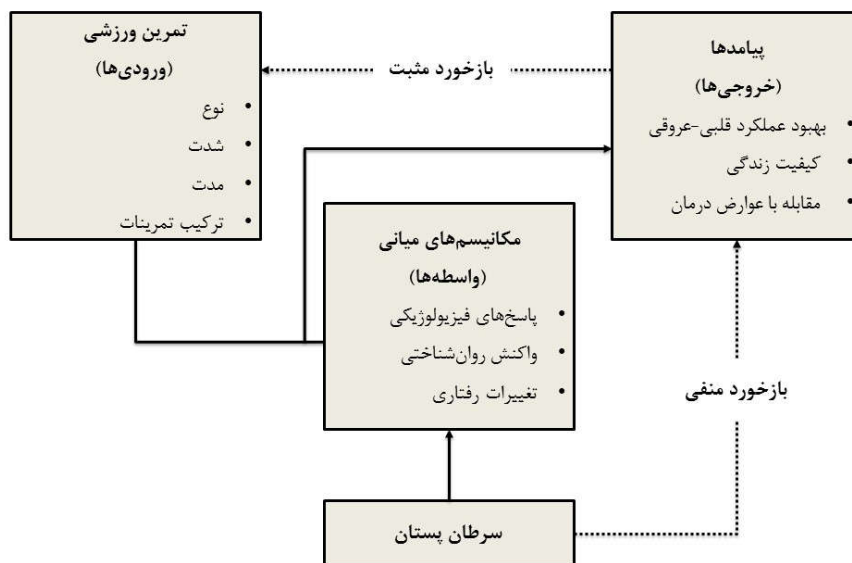 تمرین ورزشی
(ورودی‌ها)
• نوع
• شدت
• مدت
• ترکیب تمرینات
بازخورد مثبت
پیامدها
(خروجی‌ها)
• بهبود عملکرد قلبی-عروقی
• کیفیت زندگی
• مقابله با عوارض درمان
مکانیسم‌های میانی
(واسطه‌ها)
• پاسخ‌های فیزیولوژیکی
• واکنش روان‌شناختی
• تغییرات رفتاری
بازخورد منفی
سرطان پستان